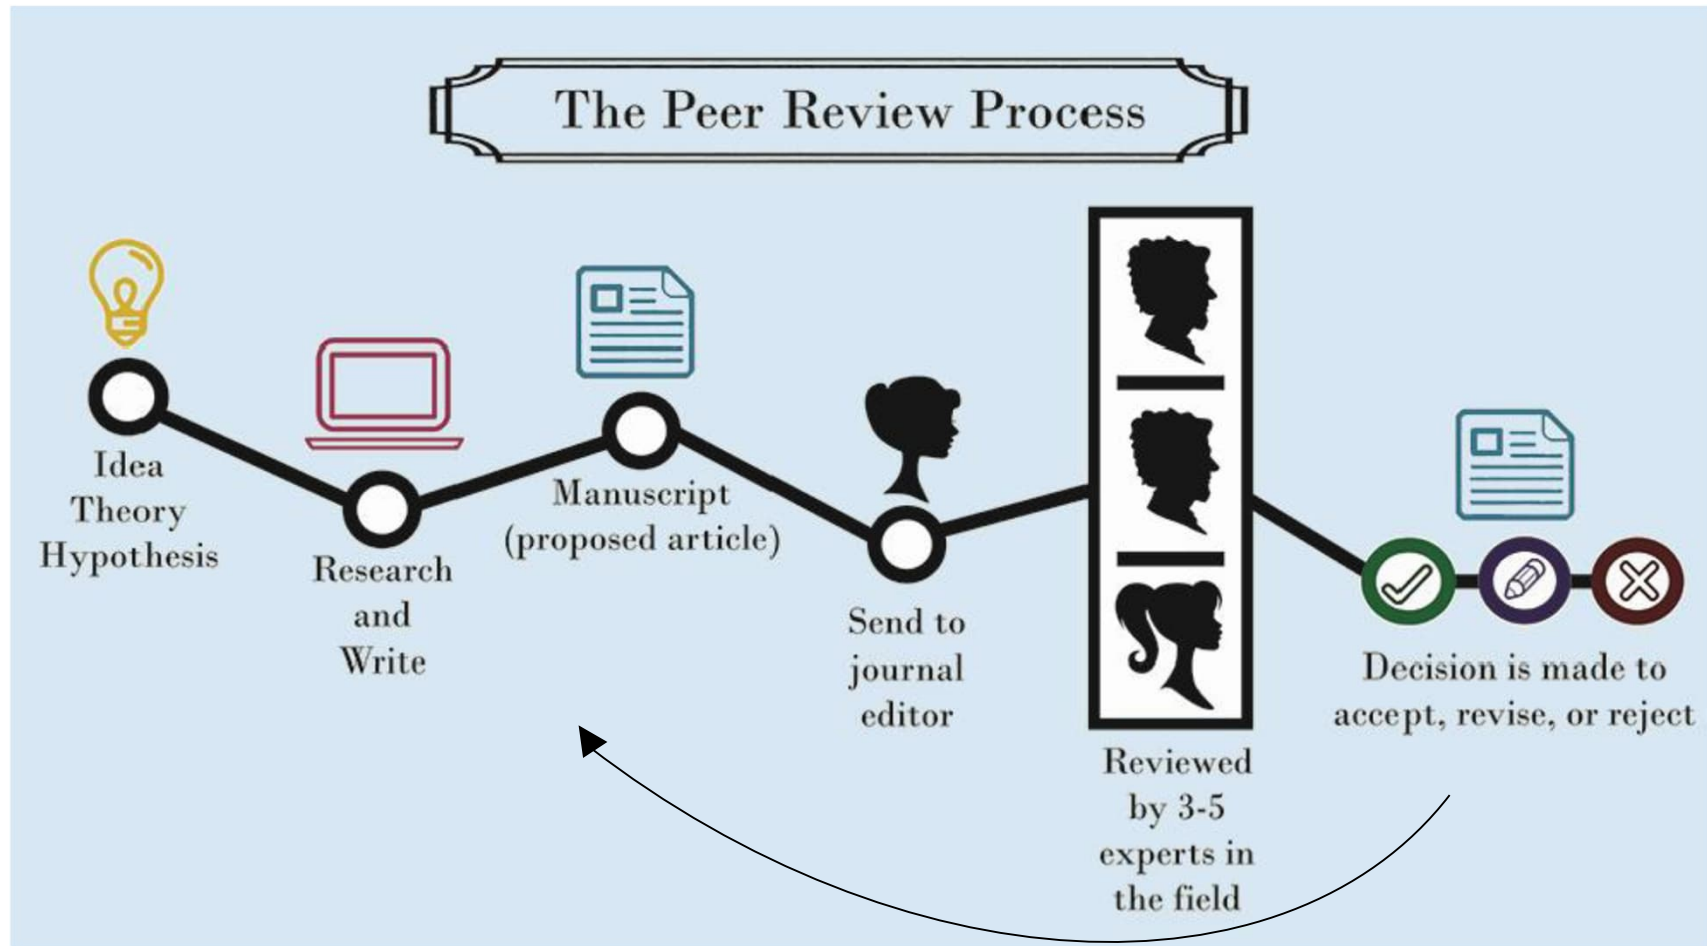 The Peer Review Process
Idea
Theory
Hypothesis
Research
and
Write
Manuscript
(proposed article)
Send to
journal
editor
Reviewed
by 3-5
experts in
the field
Decision is made to
accept, revise, or reject